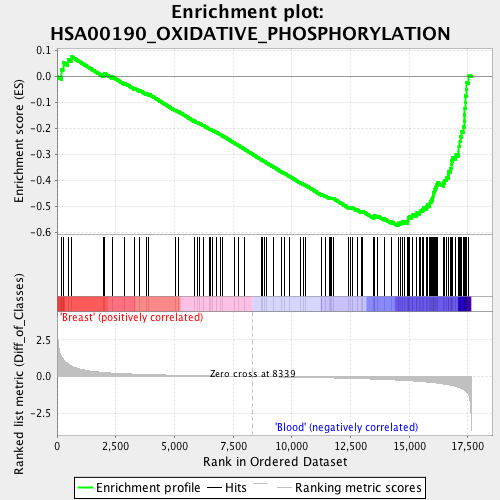 Enrichment plot:
HSA00190_OXIDATIVE_PHOSPHORYLATION
Enrichment score (ES)
0.1
0.0
-0.1
-0.2
-0.3
-0.4
-0.5
-0.6
'Breast' (positively correlated)
Ranked list metric (Diff_of_Classes)
2.5
0.0
-2.5
Zero cross at 8339
'Blood' (negatively correlated)
0 2,500 5,000 7,500 10,000 12,500 15,000 17,500
Rank in Ordered Dataset
Enrichment profile Hits Ranking metric scores